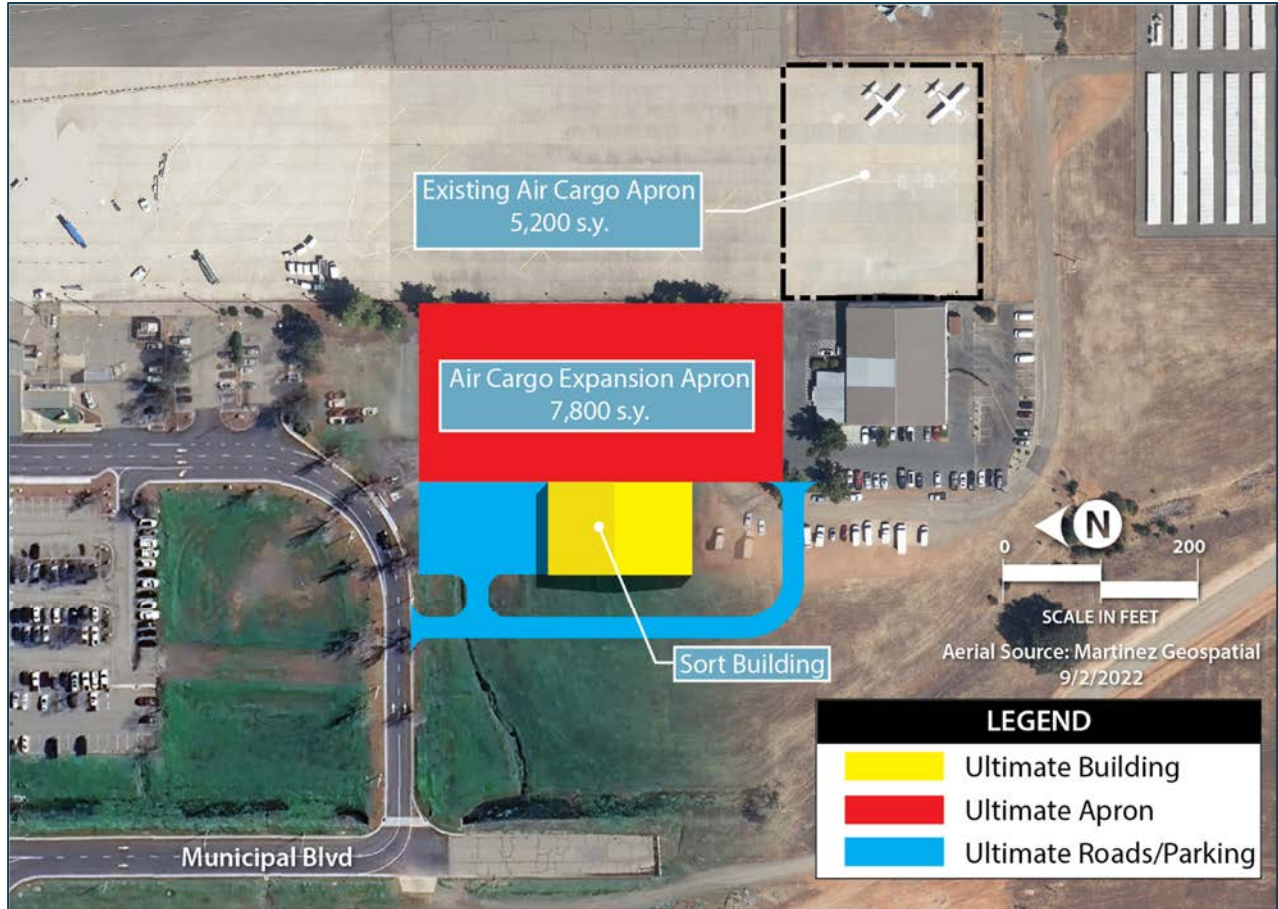 Existing Air Cargo Apron
5,200 s.y.
Air Cargo Expansion Apron
7,800 s.y.
N
0 200
SCALE IN FEET
Sort Building
Aerial Source: Martinez Geospatial
9/2/2022
LEGEND
Ultimate Building
Ultimate Apron
Ultimate Roads/Parking
Municipal Blvd